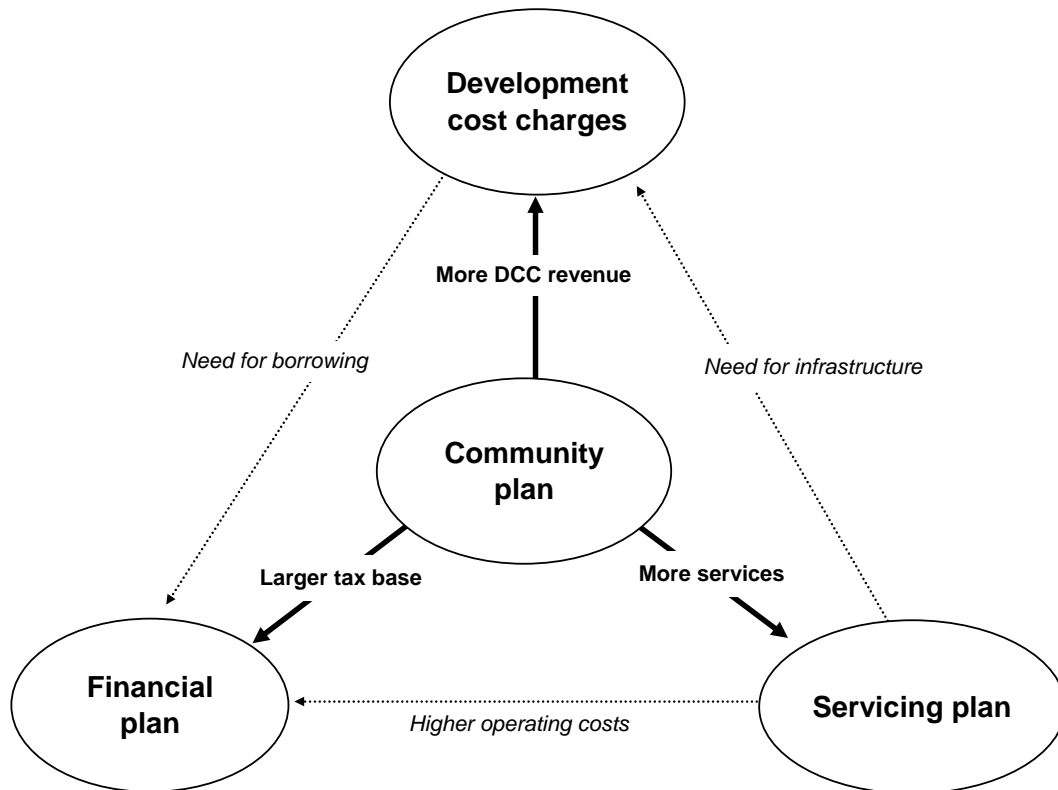 Development
cost charges
More DCC revenue
Need for borrowing
Need for infrastructure
Community
plan
Larger tax base
More services
Financial
plan
Servicing plan
Higher operating costs